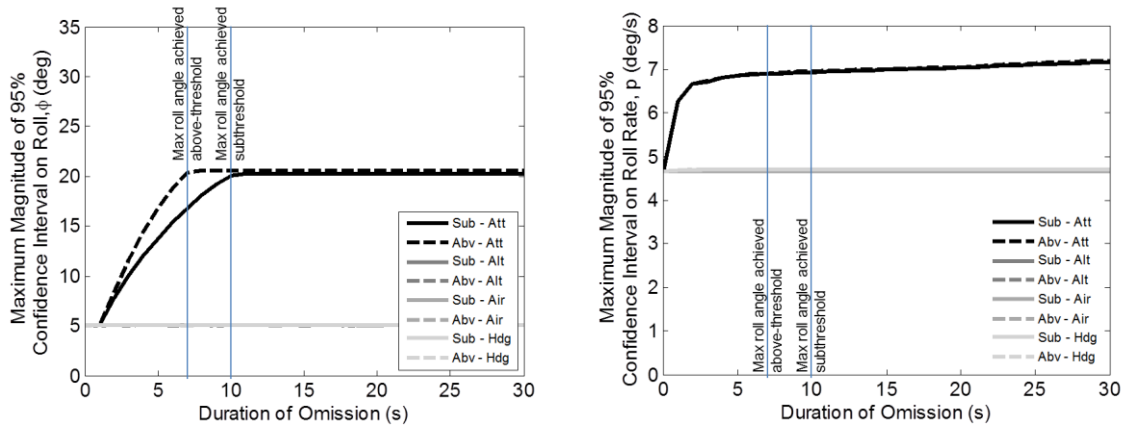 Maximum Magnitude of 95%
Confidence Interval on Roll,ϕ (deg)
35
30
25
20
15
10
5
0
Max roll angle achieved
above-threshold
Max roll angle achieved
subthreshold
Sub - Att
Abv - Att
Sub - Alt
Abv - Alt
Sub - Air
Abv - Air
Sub - Hdg
Abv - Hdg
0 5 10 15 20 25 30
Duration of Omission (s)
Maximum Magnitude of 95%
Confidence Interval on Roll Rate, p (deg/s)
8
7
6
5
4
3
2
1
0
Max roll angle achieved
above-threshold
Max roll angle achieved
subthreshold
Sub - Att
Abv - Att
Sub - Alt
Abv - Alt
Sub - Air
Abv - Air
Sub - Hdg
Abv - Hdg
0 5 10 15 20 25 30
Duration of Omission (s)